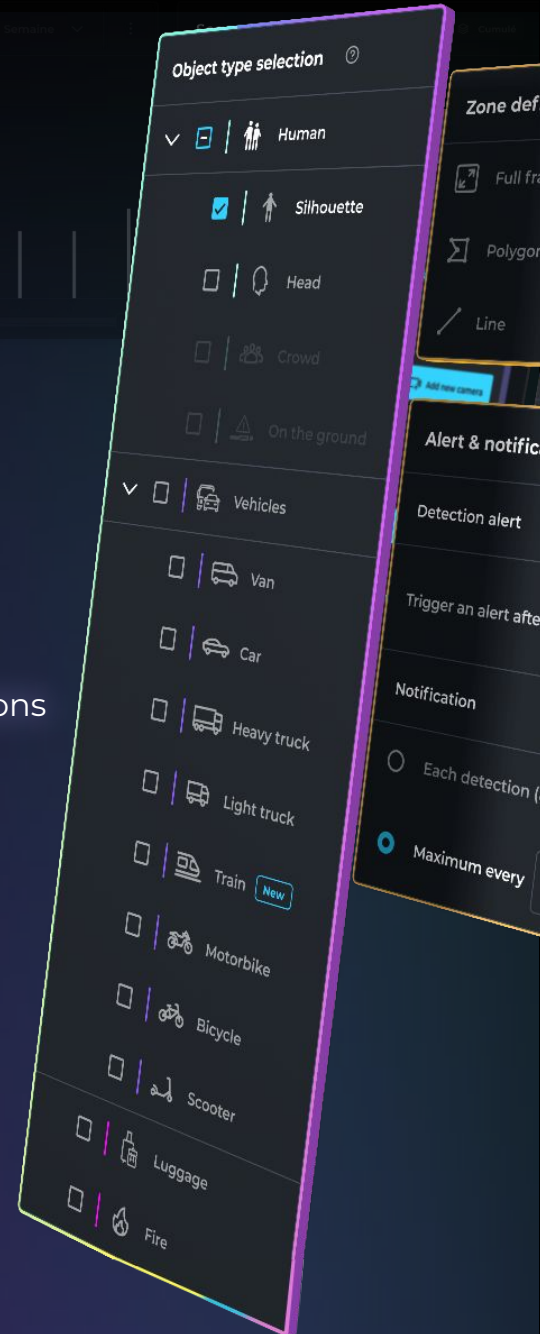 Semaine
Object type selection
Human
Silhouette
Head
Crowd
On the ground
Vehicles
Van
Car
Heavy truck
Light truck
Train New
Motorbike
Bicycle
Scooter
Luggage
Fire
ons
Zone def
Full fra
Polygon
Line
Add new camera
Alert & notific
Detection alert
Trigger an alert afte
Notification
Each detection (
Maximum every